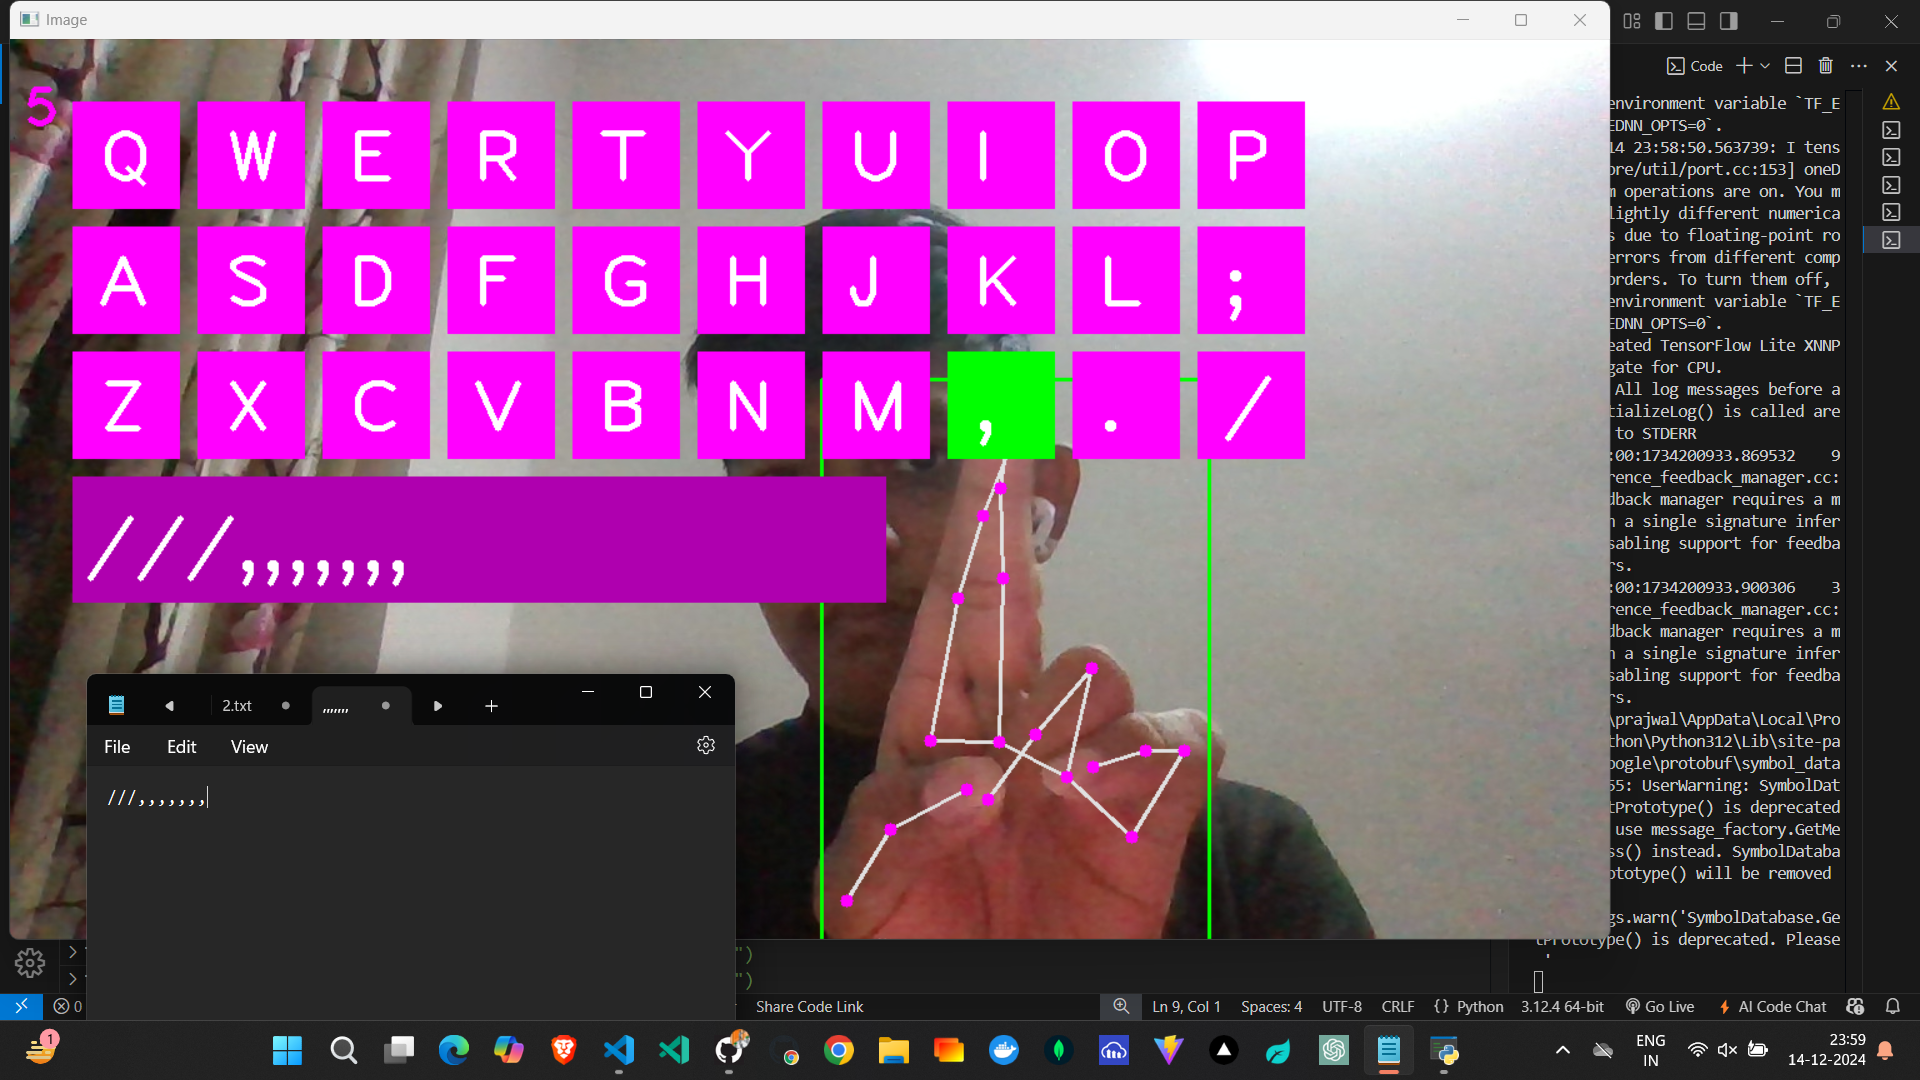 Image
5
Q W E R T Y U I O P
A S D F G H J K L ;
Z X C V B N M , . /
///,,,,,,,
2.txt
,,,,,,,
File Edit View
///,,,,,,,
Code
environment variable `TF_E
EDNN_OPTS=0`.
14 23:58:50.563739: I tens
ore/util/port.cc:153] oneD
m operations are on. You m
lightly different numerica
s due to floating-point ro
errors from different comp
orders. To turn them off,
environment variable `TF_E
EDNN_OPTS=0`.
eated TensorFlow Lite XNNP
gate for CPU.
All log messages before a
tializeLog() is called are
to STDERR
:00:1734200933.869532 9
rence_feedback_manager.cc:
dback manager requires a m
h a single signature infer
sabling support for feedba
rs.
:00:1734200933.900306 3
rence_feedback_manager.cc:
dback manager requires a m
h a single signature infer
sabling support for feedba
rs.
\prajwal\AppData\Local\Pro
thon\Python312\Lib\site-pa
oogle\protobuf\symbol_data
55: UserWarning: SymbolDat
tPrototype() is deprecated
use message_factory.GetMe
ss() instead. SymbolDataba
ototype() will be removed
gs.warn('SymbolDatabase.Ge
tPrototype() is deprecated. Please
")
")
0
Share Code Link
Ln 9, Col 1 Spaces: 4 UTF-8 CRLF {} Python 3.12.4 64-bit Go Live AI Code Chat
1
ENG
IN
23:59
14-12-2024